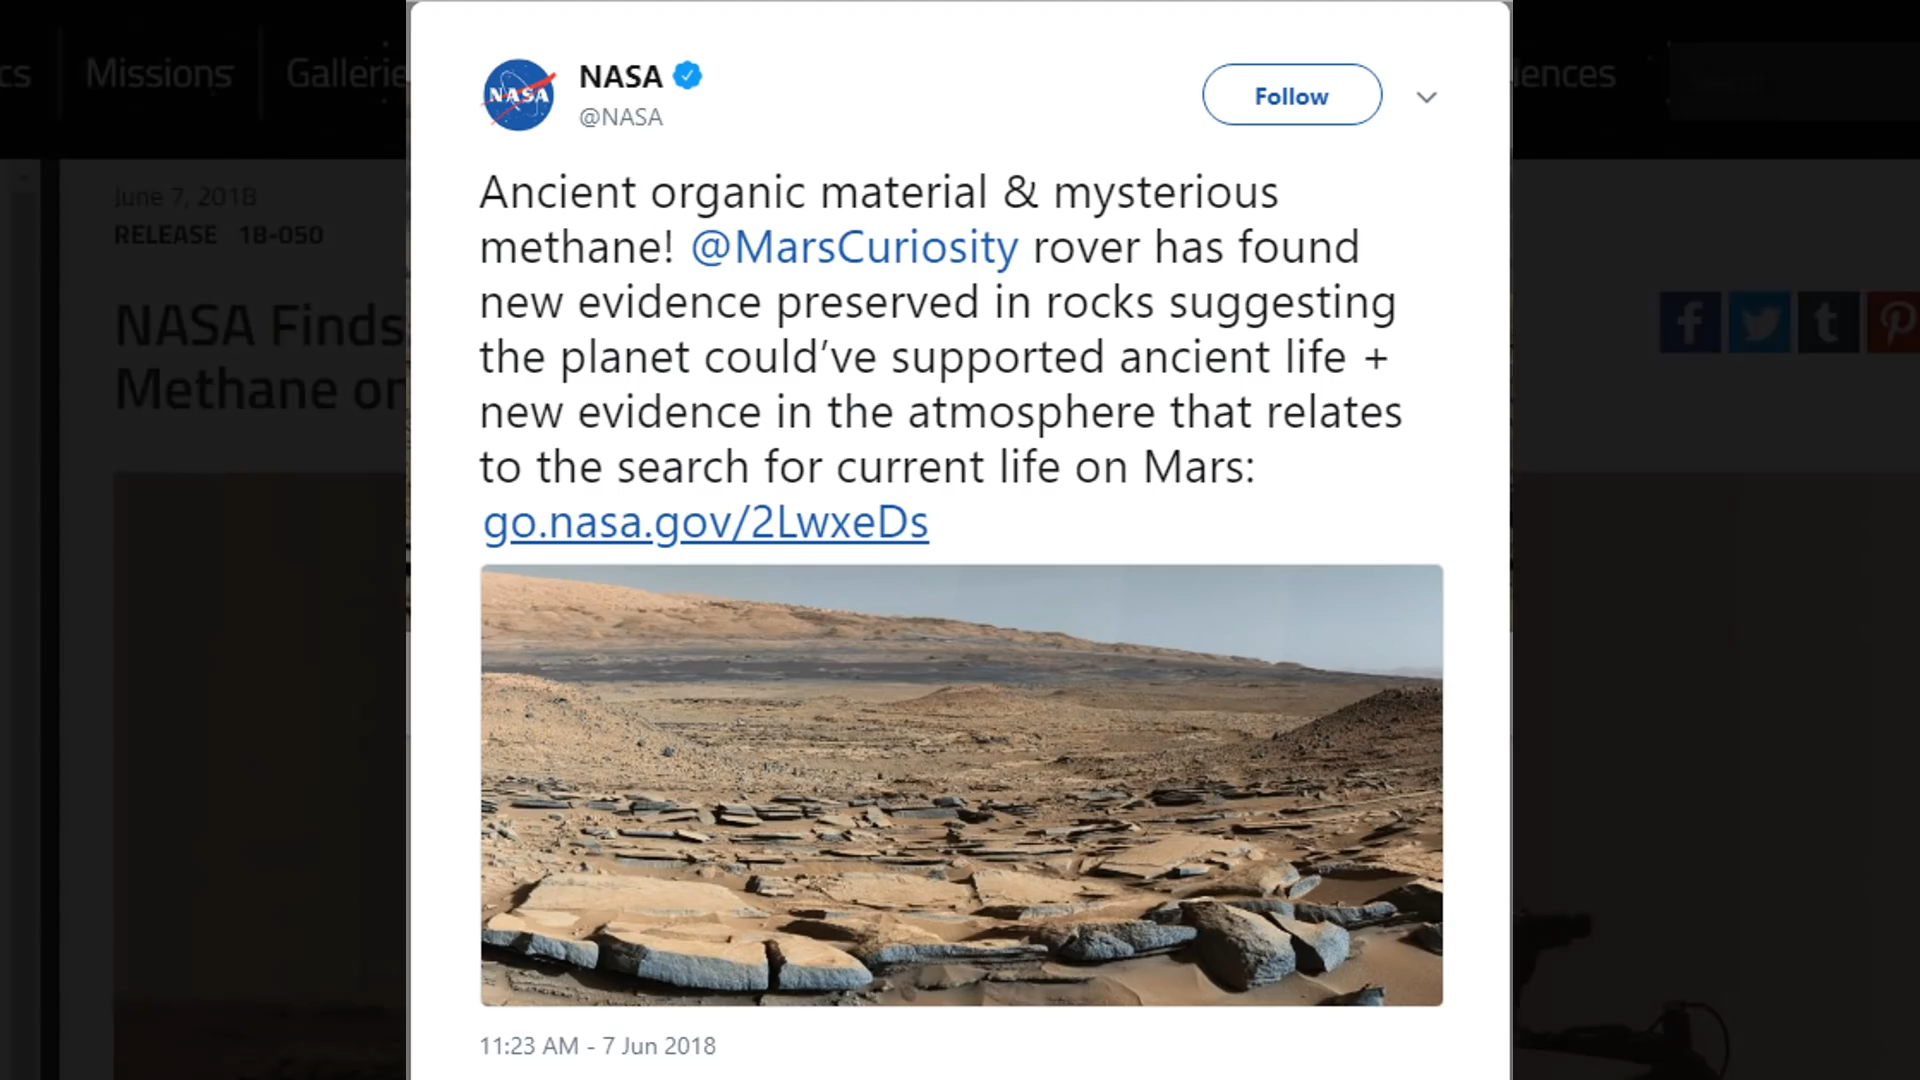 cs
Missions
Gallerie
lences
June 7, 2018
RELEASE 18-050
NASA Finds
Methane on
NASA
NASA
@NASA
Follow
Ancient organic material & mysterious
methane! @MarsCuriosity rover has found
new evidence preserved in rocks suggesting
the planet could’ve supported ancient life +
new evidence in the atmosphere that relates
to the search for current life on Mars:
go.nasa.gov/2LwxeDs
11:23 AM - 7 Jun 2018